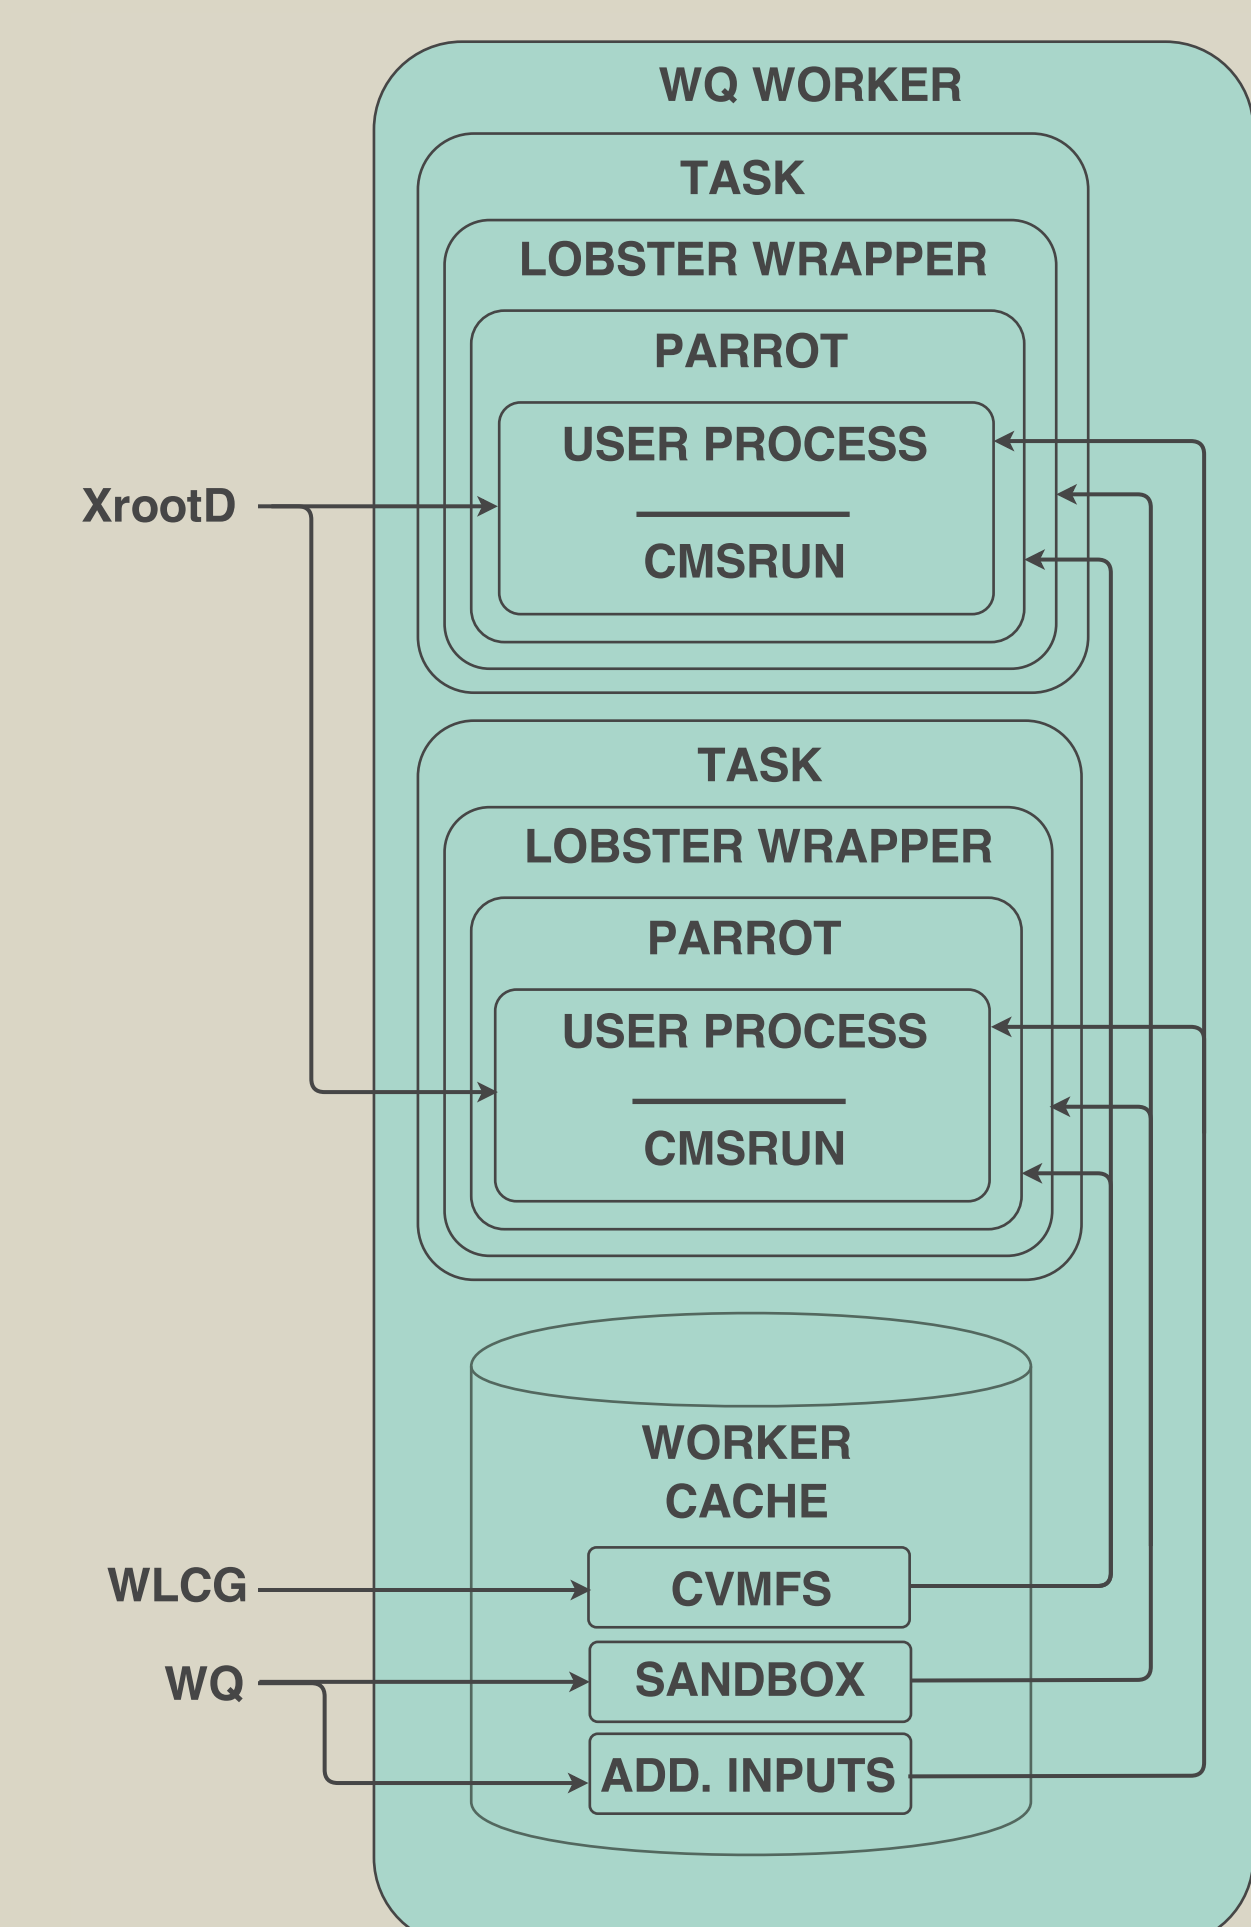 WQ WORKER
TASK
LOBSTER WRAPPER
PARROT
USER PROCESS
XrootD
CMSRUN
TASK
LOBSTER WRAPPER
PARROT
USER PROCESS
CMSRUN
WORKER
CACHE
WLCG
CVMFS
WQ
SANDBOX
ADD. INPUTS